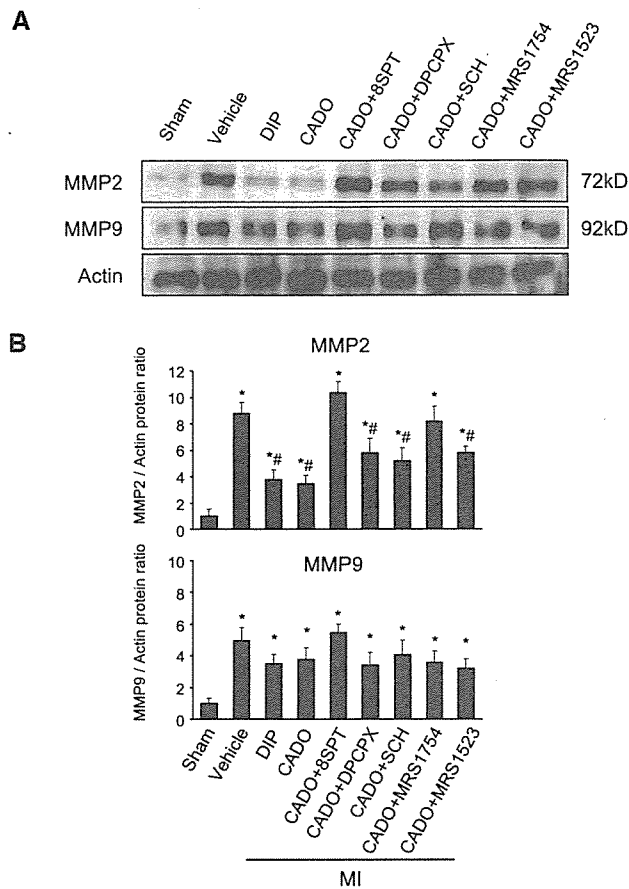 A
Sham
Vehicle
DIP
CADO
CADO+8SPT
CADO+DPCPX
CADO+SCH
CADO+MRS1754
CADO+MRS1523
MMP2
72kD
MMP9
92kD
Actin
B
MMP2
MMP2 / Actin protein ratio
12
10
8
6
4
2
0
*
*#
*#
*
*#
*#
*
*#
MMP9
MMP9 / Actin protein ratio
10
8
6
4
2
0
*
*
*
*
*
*
*
*
Sham
Vehicle
DIP
CADO
CADO+8SPT
CADO+DPCPX
CADO+SCH
CADO+MRS1754
CADO+MRS1523
MI